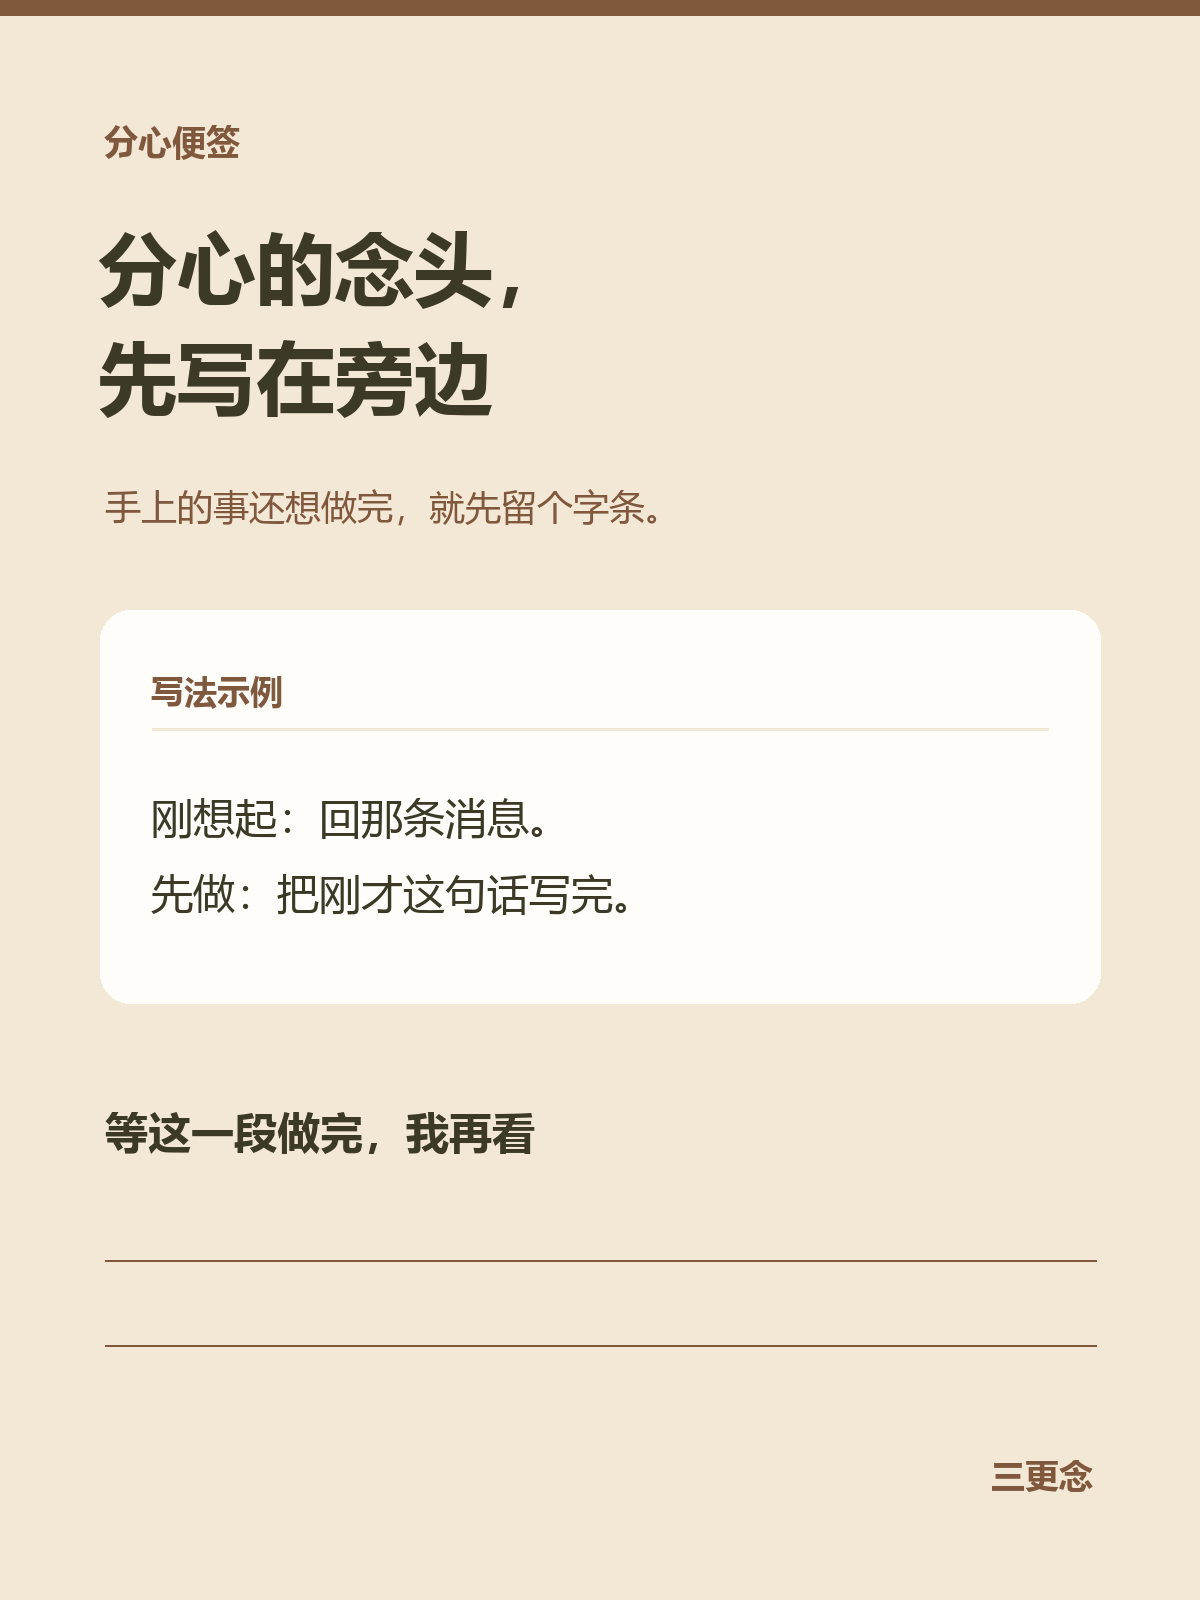 分心便签
分心的念头，
先写在旁边
手上的事还想做完，就先留个字条。
写法示例
刚想起：回那条消息。
先做：把刚才这句话写完。
等这一段做完，我再看
三更念